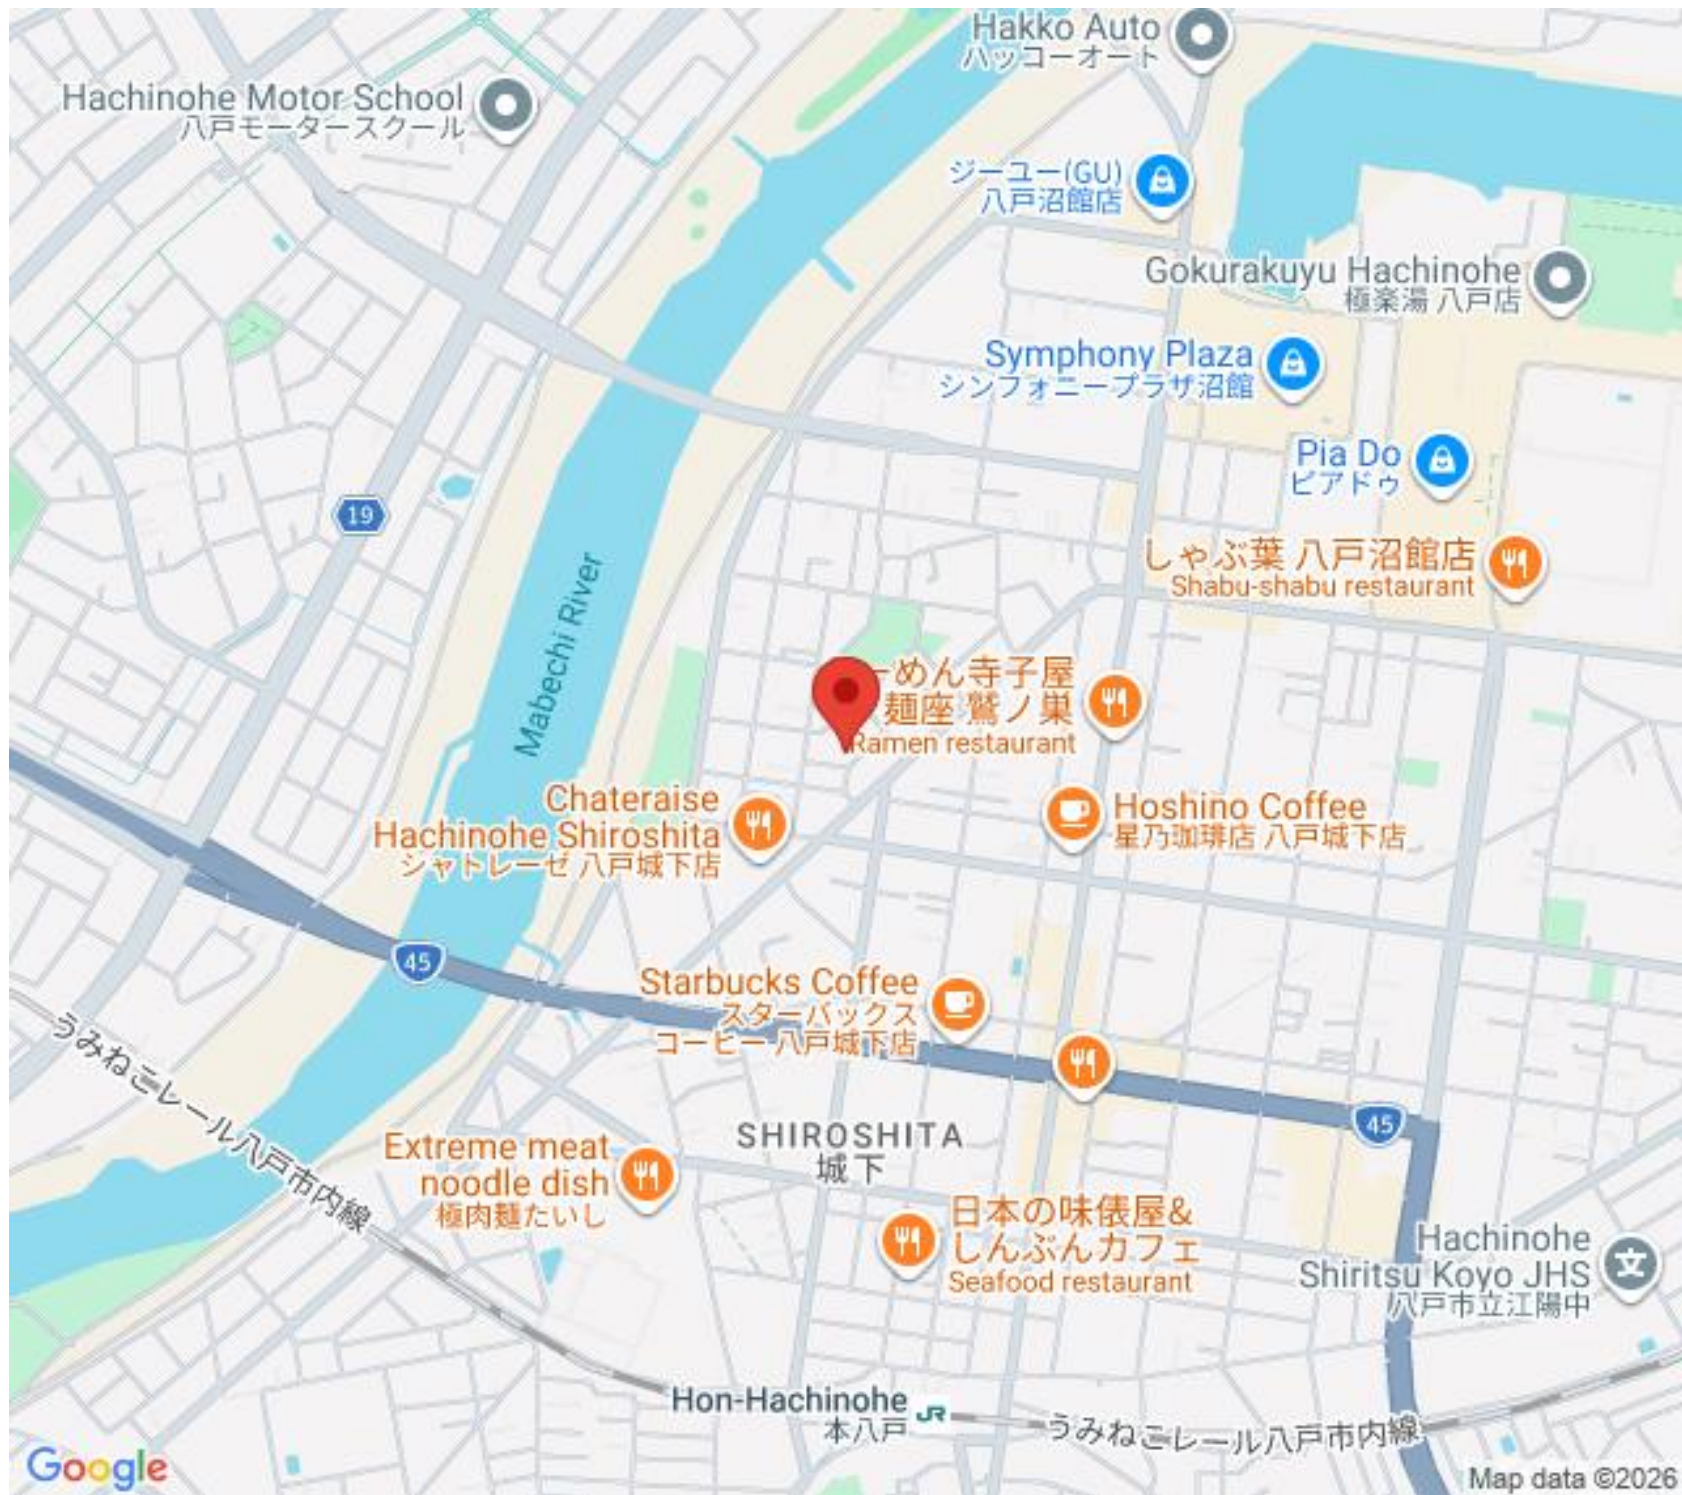 Hakko Auto
ハッコーオート
Hachinohe Motor School
八戸モータースクール
ジーユー(GU)
八戸沼館店
Gokurakuyu Hachinohe
極楽湯 八戸店
Symphony Plaza
シンフォニープラザ沼館
Pia Do
ピアドゥ
19
しゃぶ葉 八戸沼館店
Shabu-shabu restaurant
Mabechi River
ーめん寺子屋
麺座 鷲ノ巣
Ramen restaurant
Chateraise
Hachinohe Shiroshita
シャトレーゼ 八戸城下店
Hoshino Coffee
星乃珈琲店 八戸城下店
45
Starbucks Coffee
スターバックス
コーヒー 八戸城下店
うみねこレール八戸市内線
45
SHIROSHITA
城下
Extreme meat
noodle dish
極肉麺たいし
日本の味俵屋&
しんぶんカフェ
Seafood restaurant
Hachinohe
Shiritsu Koyo JHS
八戸市立江陽中
文
Hon-Hachinohe
本八戸
JR
うみねこレール八戸市内線
Google
Map data ©2026